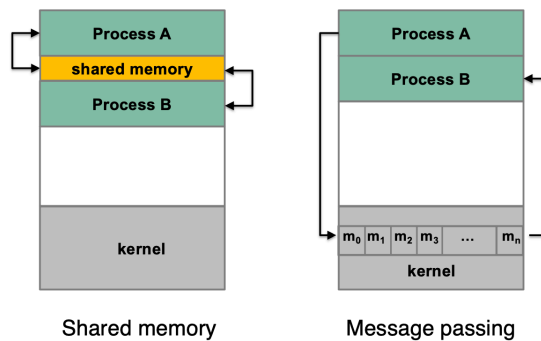 Process A
shared memory
Process B
kernel
Shared memory
Process A
Process B
m0 m1 m2 m3 ... mn
kernel
Message passing